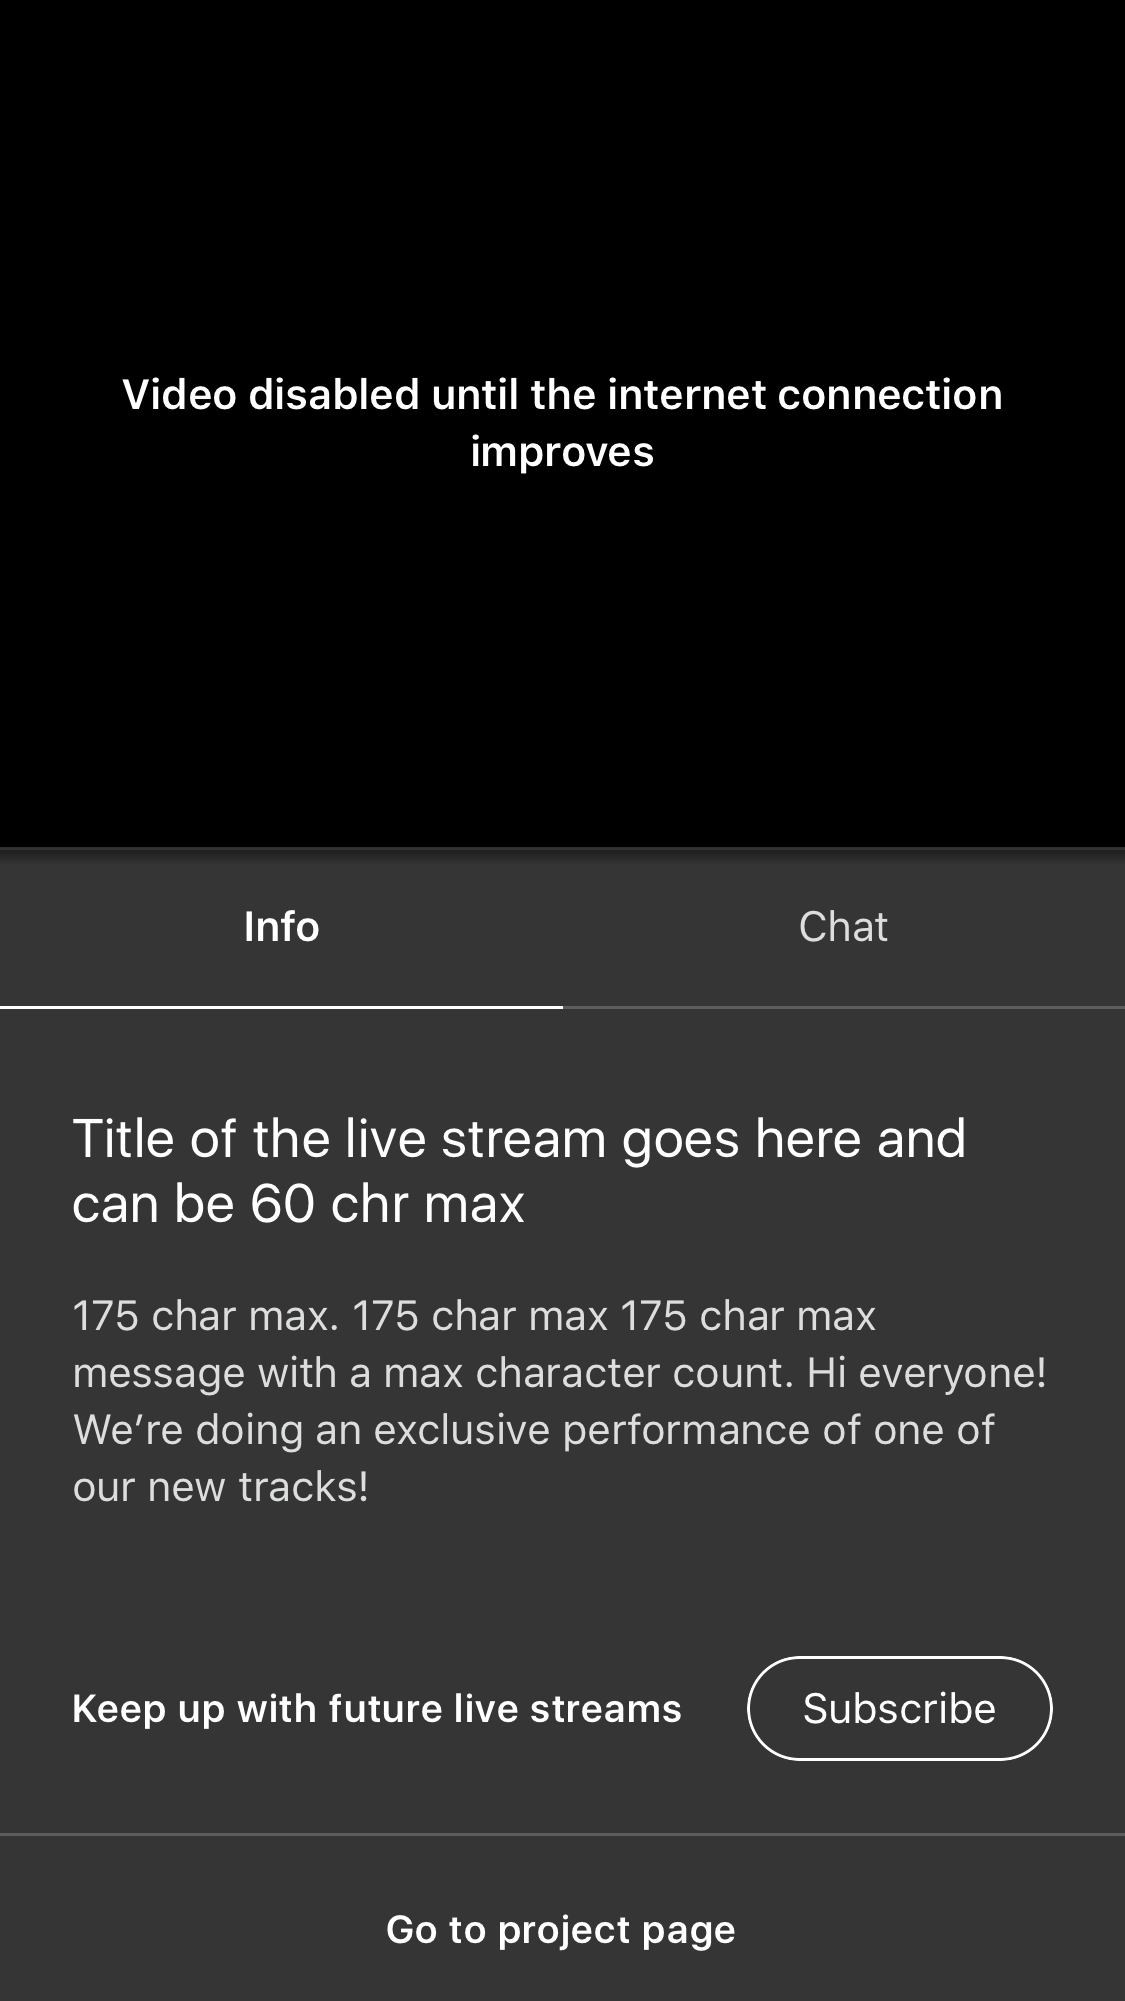 Video disabled until the internet connection
improves
Info
Chat
Title of the live stream goes here and
can be 60 chr max
175 char max. 175 char max 175 char max
message with a max character count. Hi everyone!
We’re doing an exclusive performance of one of
our new tracks!
Keep up with future live streams
Subscribe
Go to project page